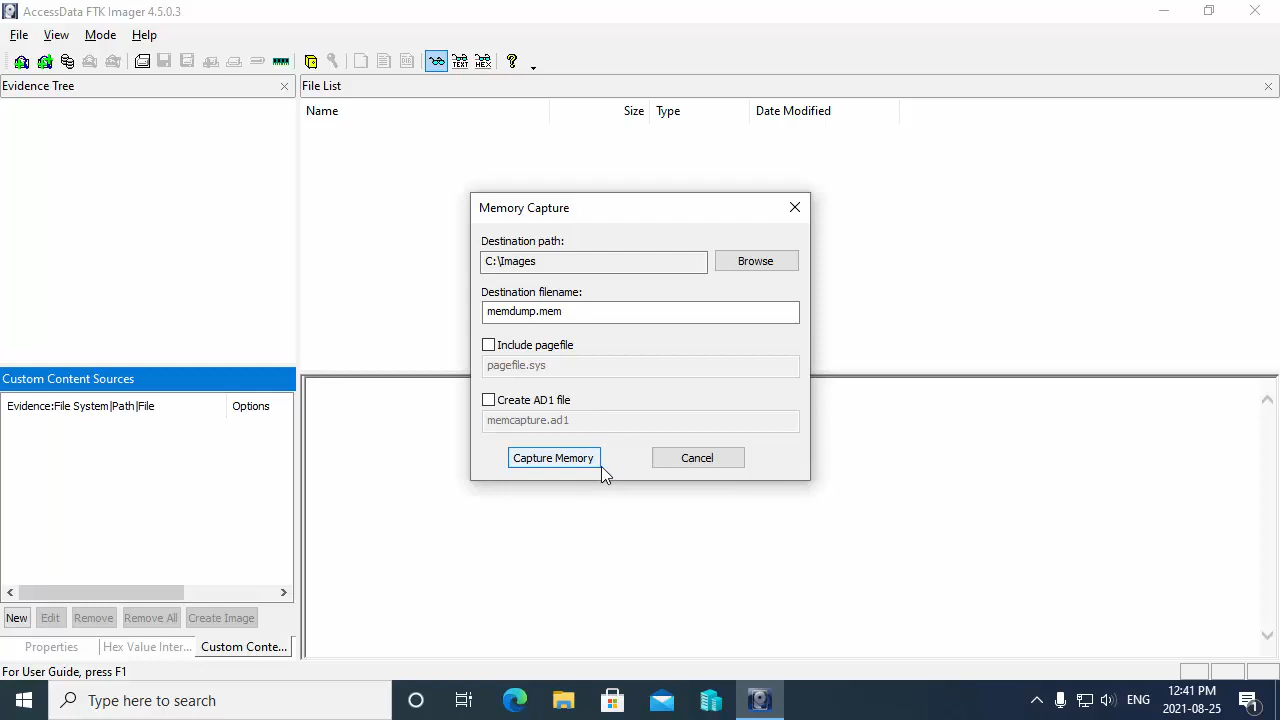 AccessData FTK Imager 4.5.0.3
File View Mode Help
TEXT HEX ?
Evidence Tree
File List
Name Size Type Date Modified
Memory Capture
Destination path:
C:\Images Browse
Destination filename:
memdump.mem
Include pagefile
pagefile.sys
Create AD1 file
memcapture.ad1
Capture Memory Cancel
Custom Content Sources
Evidence:File System|Path|File Options
New Edit Remove Remove All Create Image
Properties Hex Value Inter... Custom Conte...
For User Guide, press F1
Type here to search
ENG
12:41 PM
2021-08-25
1